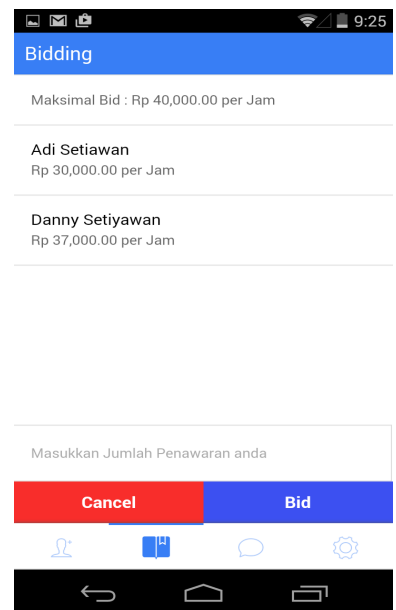 9:25
Bidding
Maksimal Bid : Rp 40,000.00 per Jam
Adi Setiawan
Rp 30,000.00 per Jam
Danny Setiyawan
Rp 37,000.00 per Jam
Masukkan Jumlah Penawaran anda
Cancel Bid